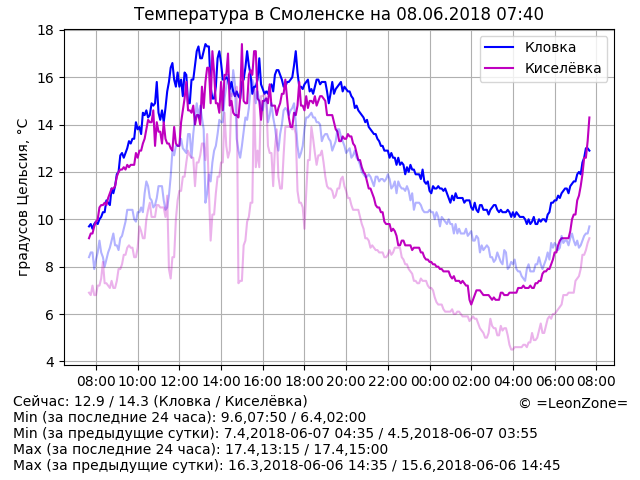 Температура в Смоленске на 08.06.2018 07:40
Кловка
Киселёвка
градусов Цельсия, °C
18
16
14
12
10
8
6
4
08:00 10:00 12:00 14:00 16:00 18:00 20:00 22:00 00:00 02:00 04:00 06:00 08:00
Сейчас: 12.9 / 14.3 (Кловка / Киселёвка)
© =LeonZone=
Min (за последние 24 часа): 9.6,07:50 / 6.4,02:00
Min (за предыдущие сутки): 7.4,2018-06-07 04:35 / 4.5,2018-06-07 03:55
Max (за последние 24 часа): 17.4,13:15 / 17.4,15:00
Max (за предыдущие сутки): 16.3,2018-06-06 14:35 / 15.6,2018-06-06 14:45